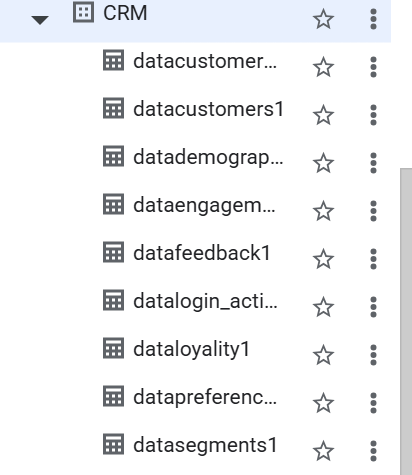 CRM
datacustomer...
datacustomers1
datademograp...
dataengagem...
datafeedback1
datalogin_acti...
dataloyality1
datapreferenc...
datasegments1